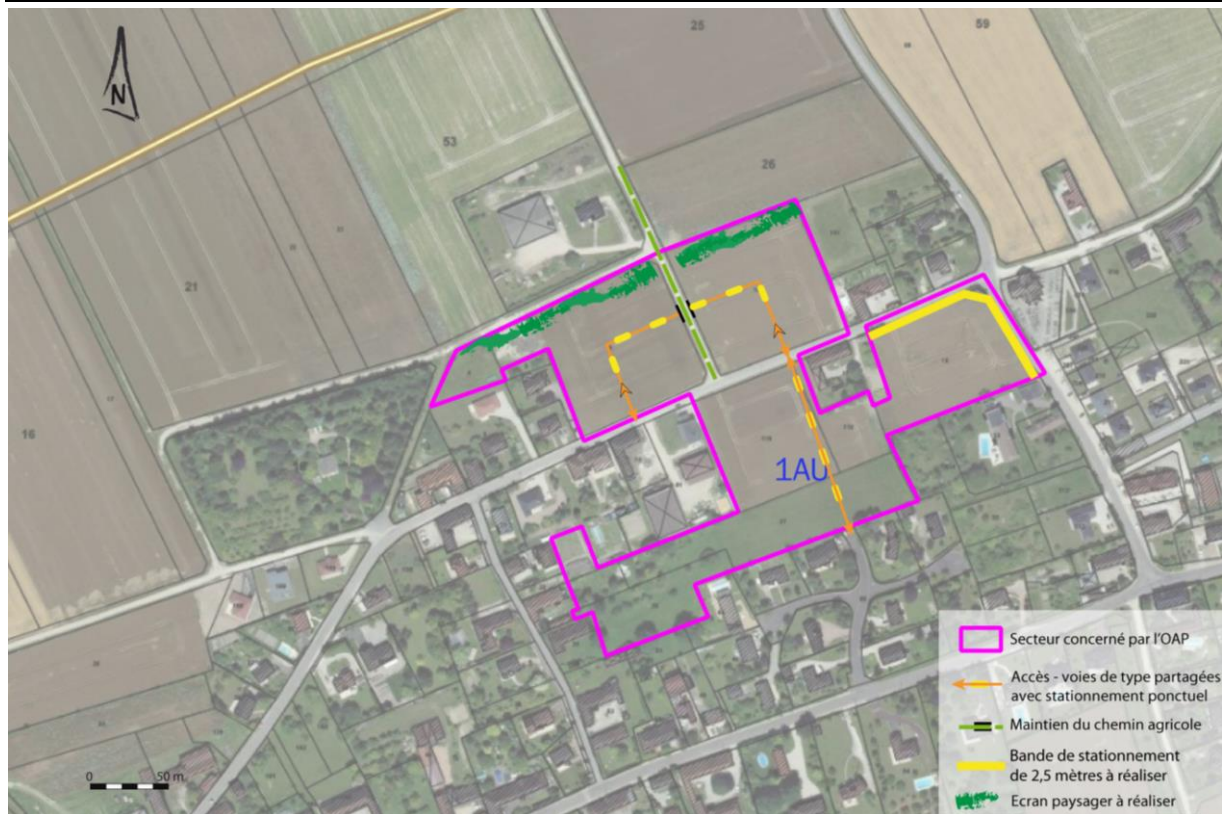 N
25
59
53
26
21
16
1AU
0 50 m
Secteur concerné par l'OAP
Accès - voies de type partagées
avec stationnement ponctuel
Maintien du chemin agricole
Bande de stationnement
de 2,5 mètres à réaliser
Ecran paysager à réaliser